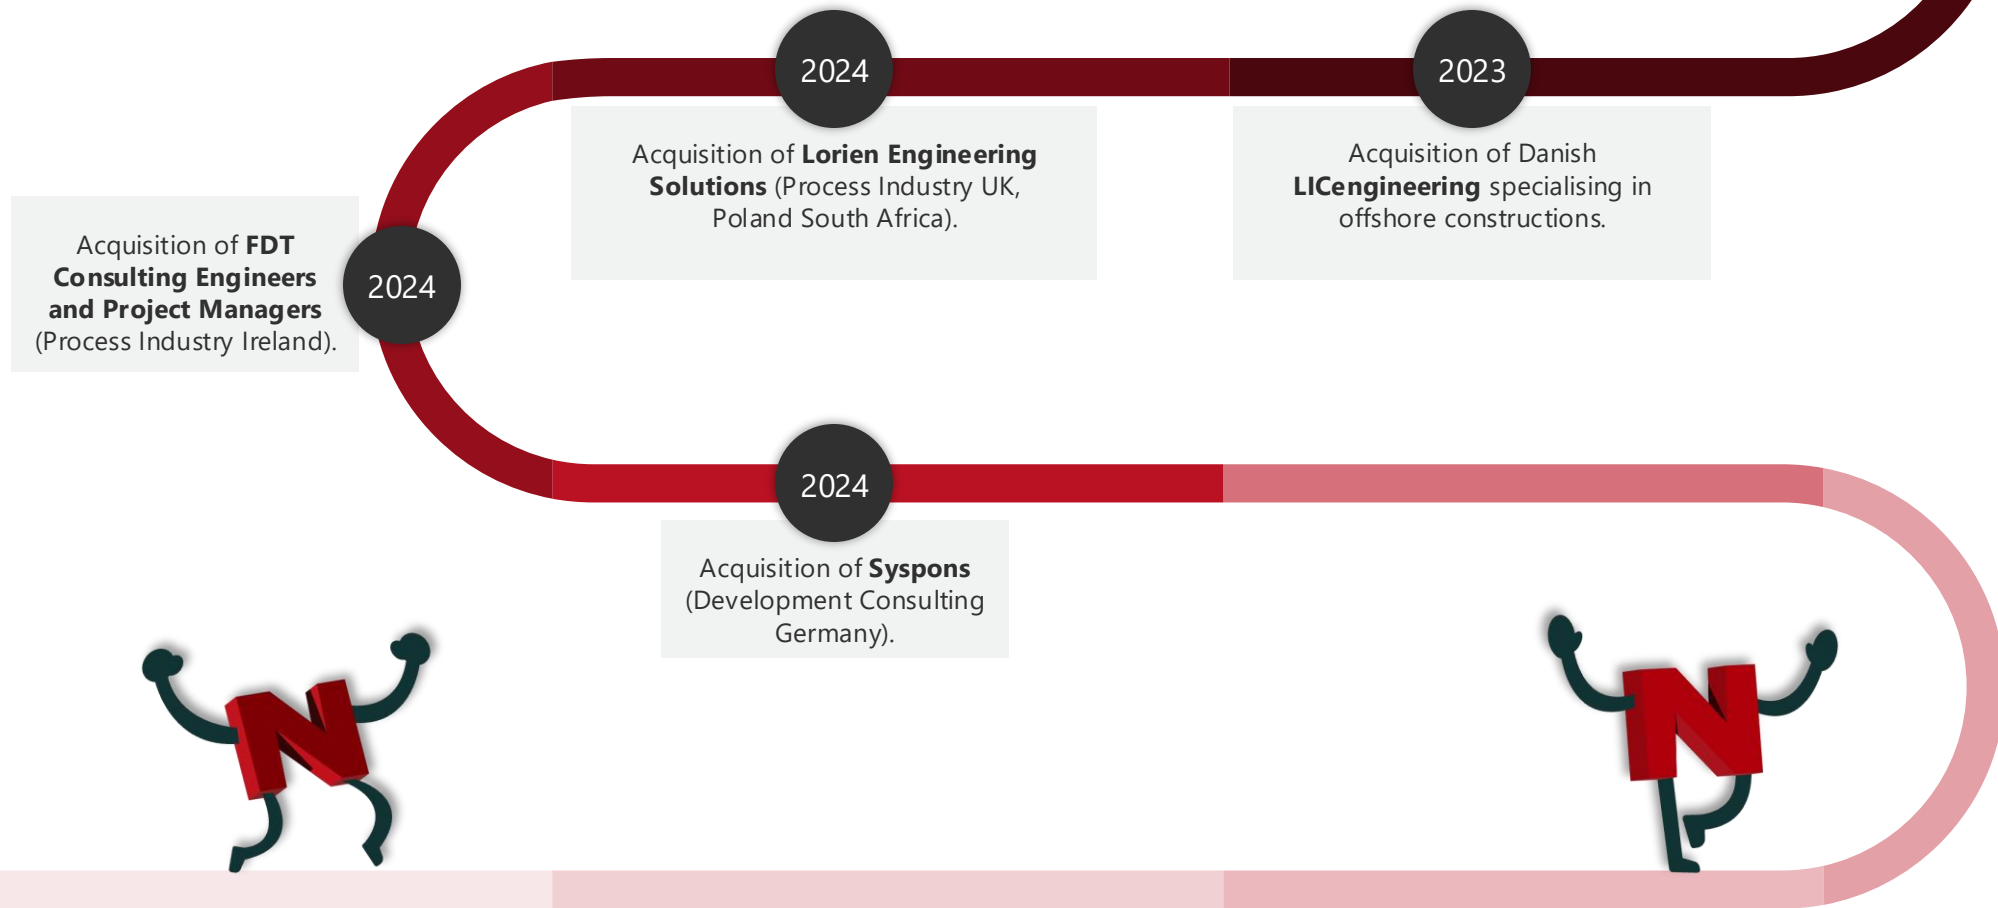 2023
Acquisition of Danish
LICengineering specialising in
offshore constructions.
2024
Acquisition of Lorien Engineering
Solutions (Process Industry UK,
Poland South Africa).
2024
Acquisition of FDT
Consulting Engineers
and Project Managers
(Process Industry Ireland).
2024
Acquisition of Syspons
(Development Consulting
Germany).
N
N